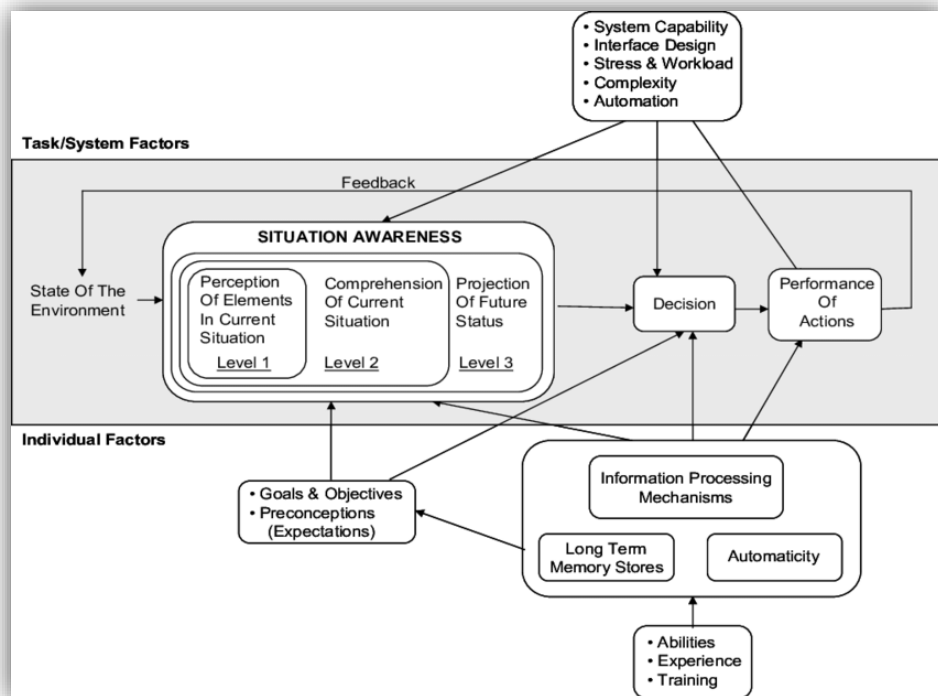 • System Capability
• Interface Design
• Stress & Workload
• Complexity
• Automation
Task/System Factors
Feedback
SITUATION AWARENESS
State Of The
Environment
Perception
Of Elements
In Current
Situation
Level 1
Comprehension
Of Current
Situation
Level 2
Projection
Of Future
Status
Level 3
Decision
Performance
Of
Actions
Individual Factors
• Goals & Objectives
• Preconceptions
(Expectations)
Information Processing
Mechanisms
Long Term
Memory Stores
Automaticity
• Abilities
• Experience
• Training